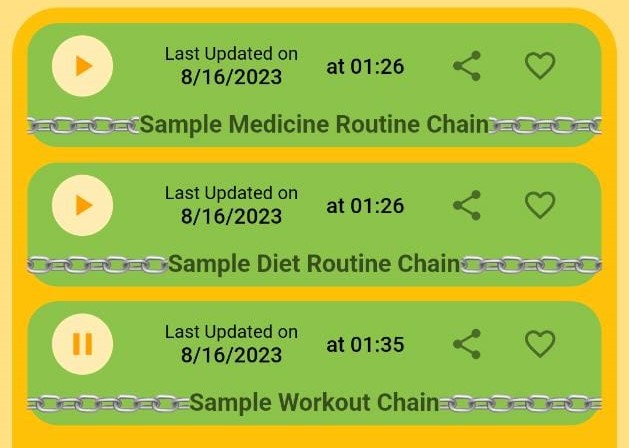 Last Updated on
8/16/2023
at 01:26
Sample Medicine Routine Chain
Last Updated on
8/16/2023
at 01:26
Sample Diet Routine Chain
Last Updated on
8/16/2023
at 01:35
Sample Workout Chain